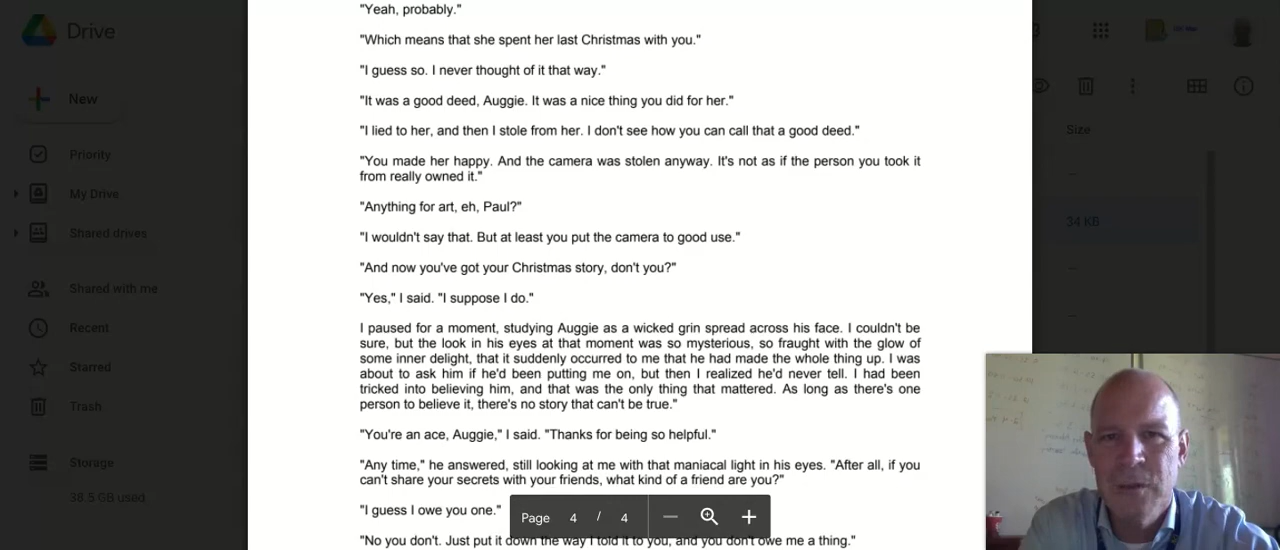 "Yeah, probably."
Drive
"Which means that she spent her last Christmas with you."
"I guess so. I never thought of it that way."
New
"It was a good deed, Auggie. It was a nice thing you did for her."
Size
"I lied to her, and then I stole from her. I don't see how you can call that a good deed."
Priority
"You made her happy. And the camera was stolen anyway. It's not as if the person you took it
from really owned it."
My Drive
"Anything for art, eh, Paul?"
34 KB
Shared drives
"I wouldn't say that. But at least you put the camera to good use."
"And now you've got your Christmas story, don't you?"
Shared with me
"Yes," I said. "I suppose I do."
Recent
I paused for a moment, studying Auggie as a wicked grin spread across his face. I couldn't be
sure, but the look in his eyes at that moment was so mysterious, so fraught with the glow of
some inner delight, that it suddenly occurred to me that he had made the whole thing up. I was
Starred
about to ask him if he'd been putting me on, but then I realized he'd never tell. I had been
tricked into believing him, and that was the only thing that mattered. As long as there's one
person to believe it, there's no story that can't be true."
Trash
"You're an ace, Auggie," I said. "Thanks for being so helpful."
Storage
"Any time," he answered, still looking at me with that maniacal light in his eyes. "After all, if you
can't share your secrets with your friends, what kind of a friend are you?"
38.5 GB used
"I guess I owe you one."
Page 4 / 4
"No you don't. Just put it down the way I told it to you, and you don't owe me a thing."